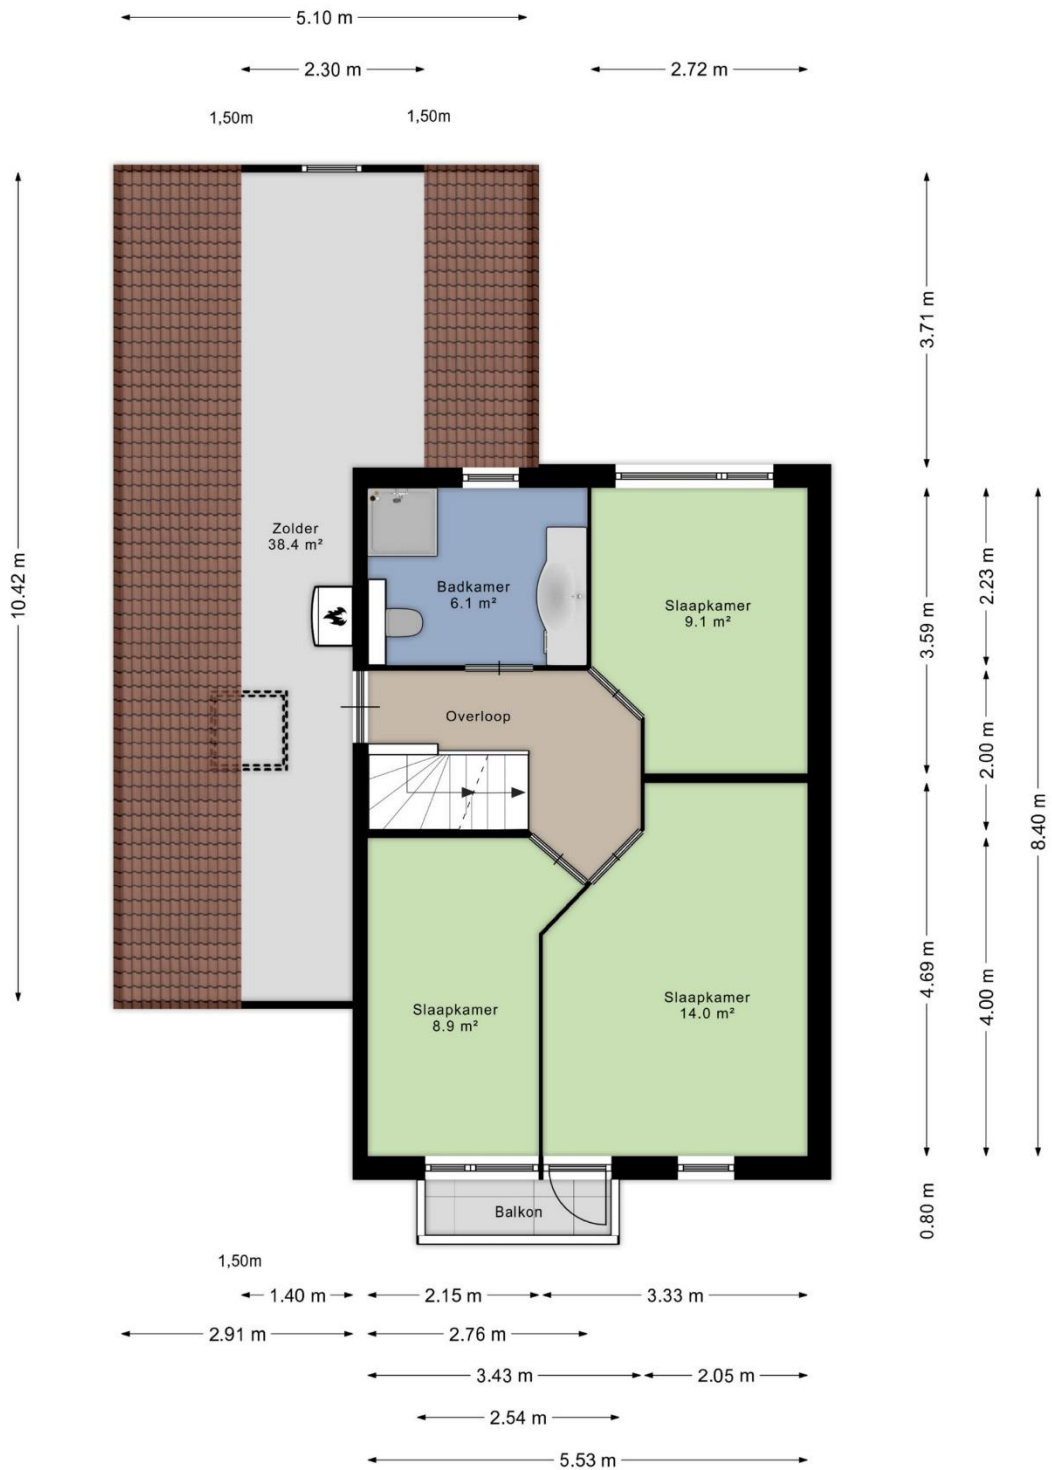 5.10 m
2.30 m
2.72 m
1,50m
1,50m
10.42 m
3.71 m
Zolder
38.4 m²
Badkamer
6.1 m²
Slaapkamer
9.1 m²
3.59 m
2.23 m
Overloop
2.00 m
8.40 m
Slaapkamer
8.9 m²
Slaapkamer
14.0 m²
4.69 m
4.00 m
Balkon
0.80 m
1,50m
1.40 m
2.15 m
3.33 m
2.91 m
2.76 m
3.43 m
2.05 m
2.54 m
5.53 m